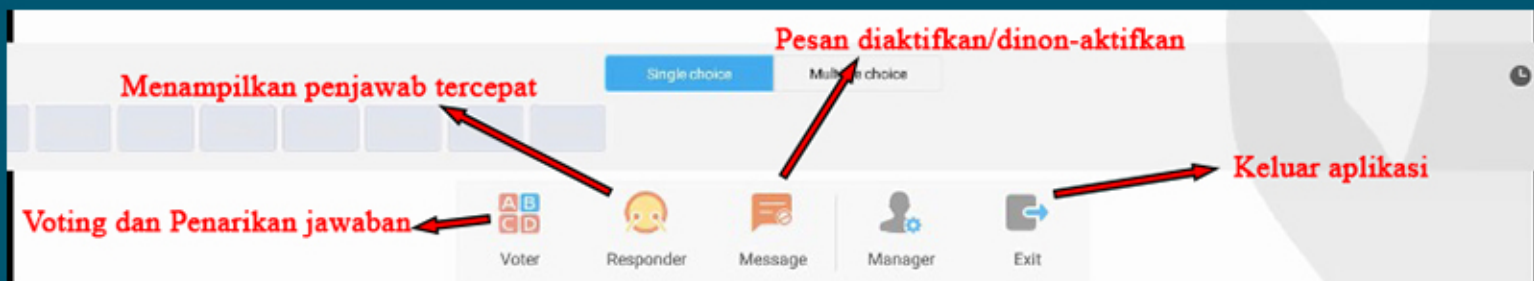 Pesan diaktifkan/dinon-aktifkan
Single choice
Multiple choice
Menampilkan penjawab tercepat
Keluar aplikasi
Voting dan Penarikan jawaban
A B
C D
Voter
Responder
Message
Manager
Exit